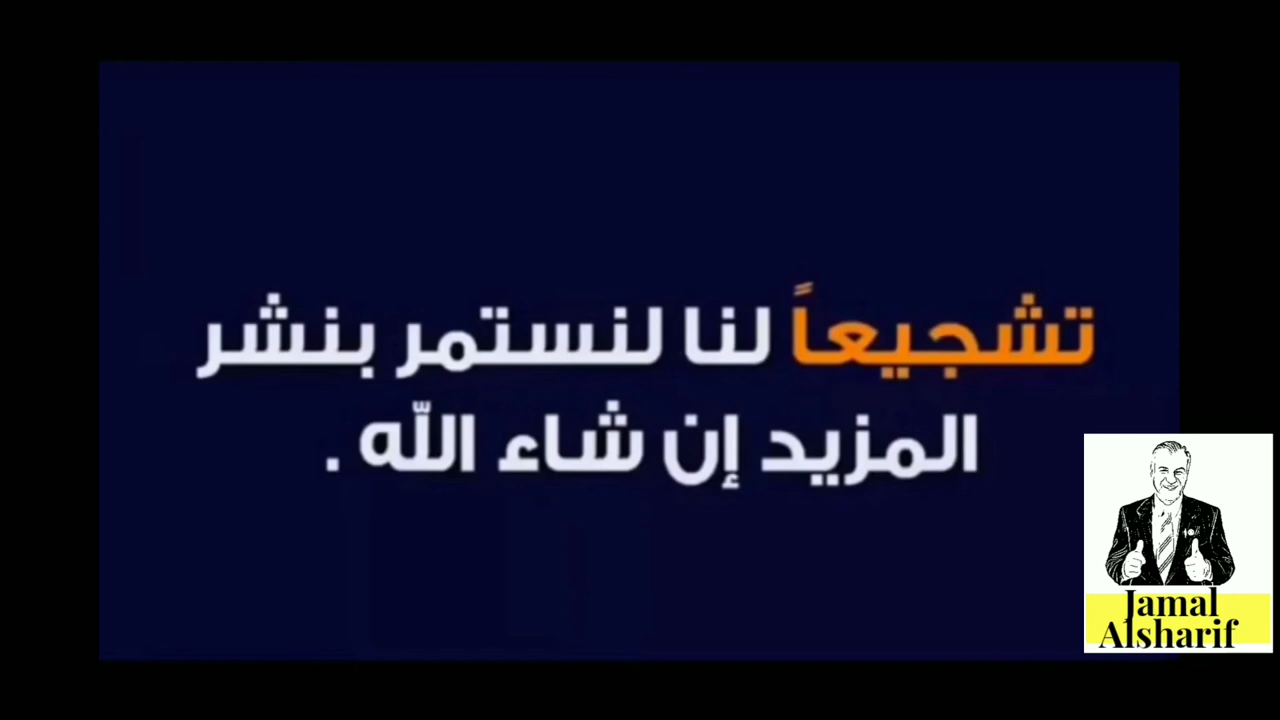 تشجيعاً لنا لنستمر بنشر
المزيد إن شاء الله .
Jamal
Alsharif